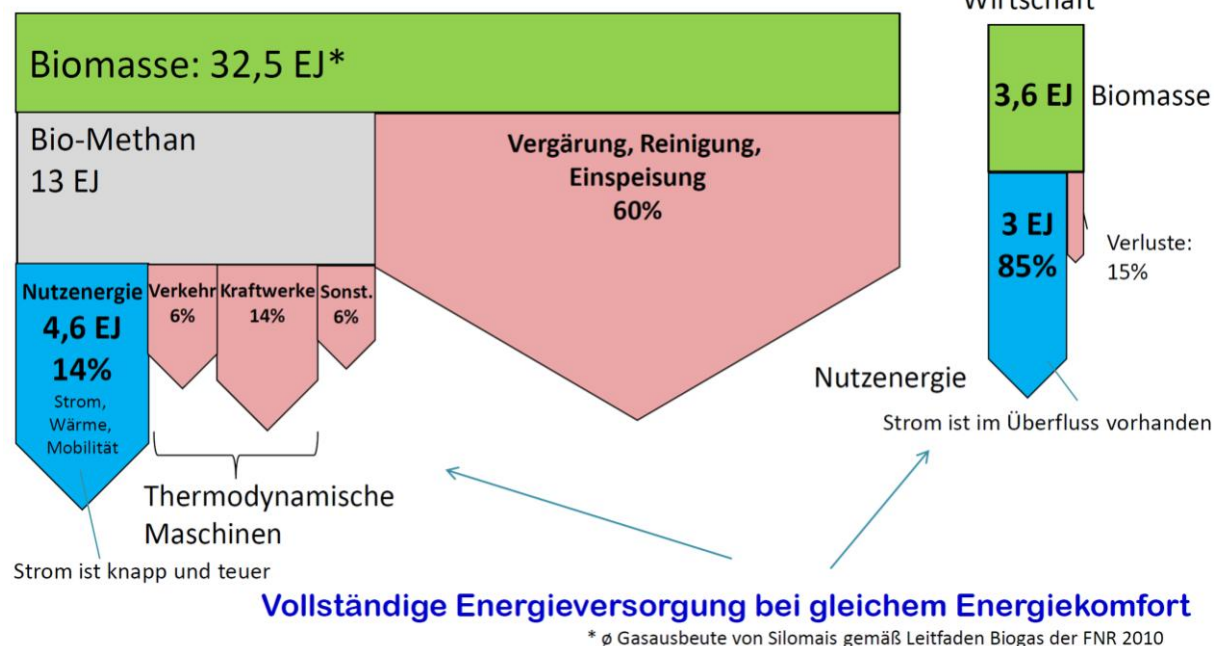 Wirtschaft
Biomasse: 32,5 EJ*
3,6 EJ
Biomasse
Bio-Methan
13 EJ
Vergärung, Reinigung,
Einspeisung
60%
3 EJ
85%
Verluste:
15%
Nutzenergie
4,6 EJ
14%
Strom,
Wärme,
Mobilität
Verkehr
6%
Kraftwerke
14%
Sonst.
6%
Nutzenergie
Strom ist im Überfluss vorhanden
Thermodynamische
Maschinen
Strom ist knapp und teuer
Vollständige Energieversorgung bei gleichem Energiekomfort
* ø Gasausbeute von Silomais gemäß Leitfaden Biogas der FNR 2010